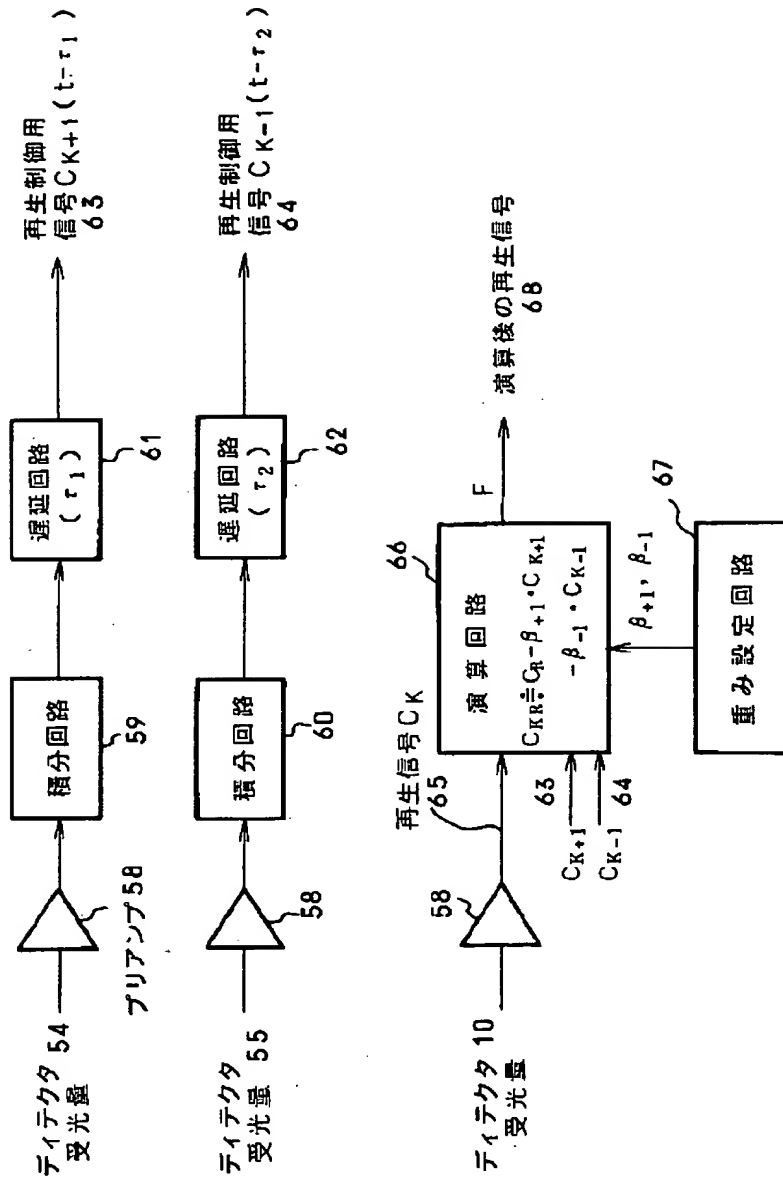 ディテクタ 54
受光量
プリアンプ 58
積分回路
59
遅延回路
(τ1)
61
再生制御用
信号 CK+1(t-τ1)
63
ディテクタ
受光量 55
58
積分回路
60
遅延回路
(τ2)
62
再生制御用
信号 CK-1(t-τ2)
64
ディテクタ 10
受光量
58
再生信号 CK
65
CK+1
63
CK-1
64
演算回路
CKR≒CR-β+1・CK+1
-β-1・CK-1
66
F
演算後の再生信号
68
β+1, β-1
重み設定回路
67